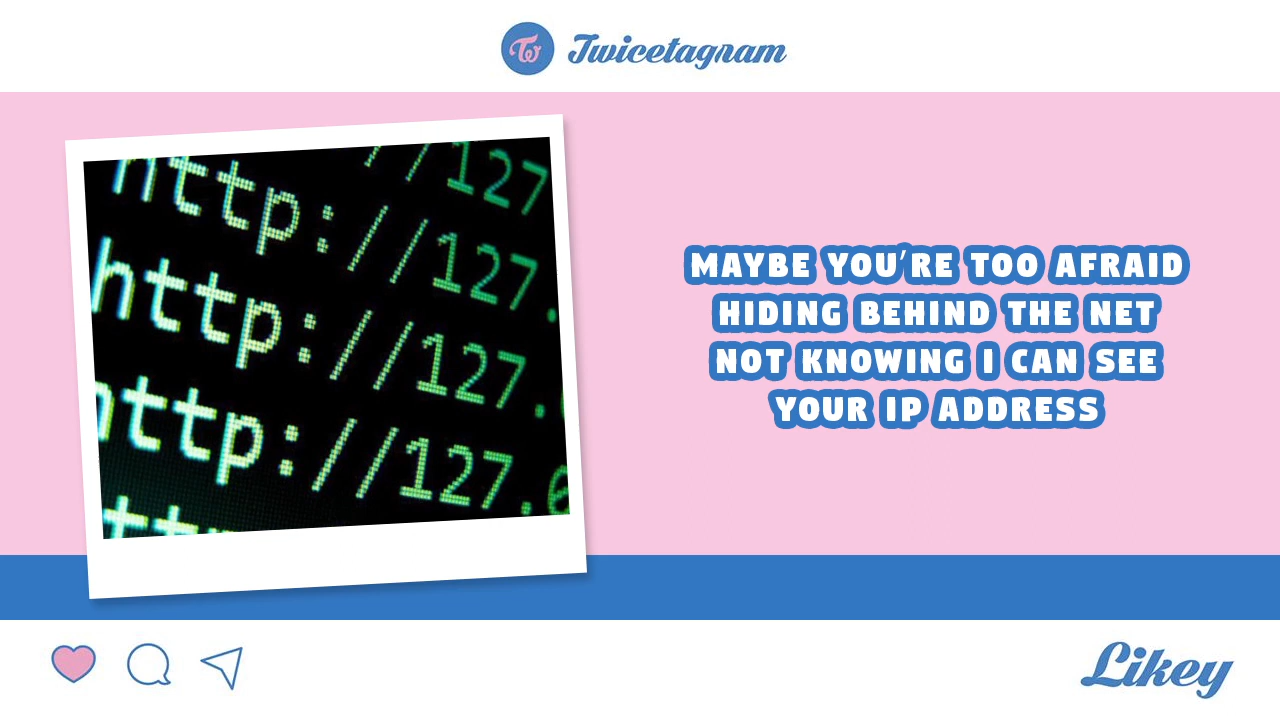 Twicetagram
//127
http://127.
http://127.
http://127.6
http
MAYBE YOU'RE TOO AFRAID
HIDING BEHIND THE NET
NOT KNOWING I CAN SEE
YOUR IP ADDRESS
Likey